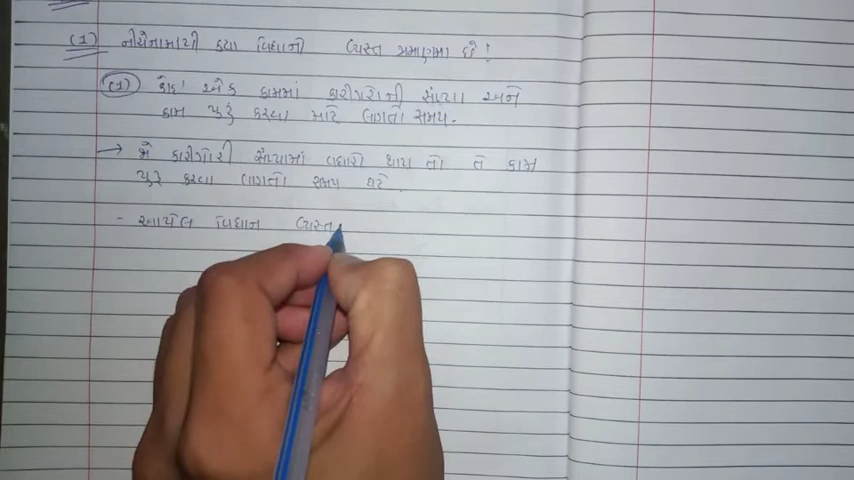 (1) નીચેનામાથી કયા વિધાનો વ્યસ્ત પ્રમાણમા છે!
(1) કોઇ એક કામમાં કારીગરોની સંખ્યા અને
કામ પુરું કરવા માટે લાગતો સમય.
→ જો કારીગોરી સંખ્યામાં વધારો થાય તો તે કામ
પુરુ કરવા લાગતો સમય ઘટે.
- આપેલ વિધાન વ્યસ્ત